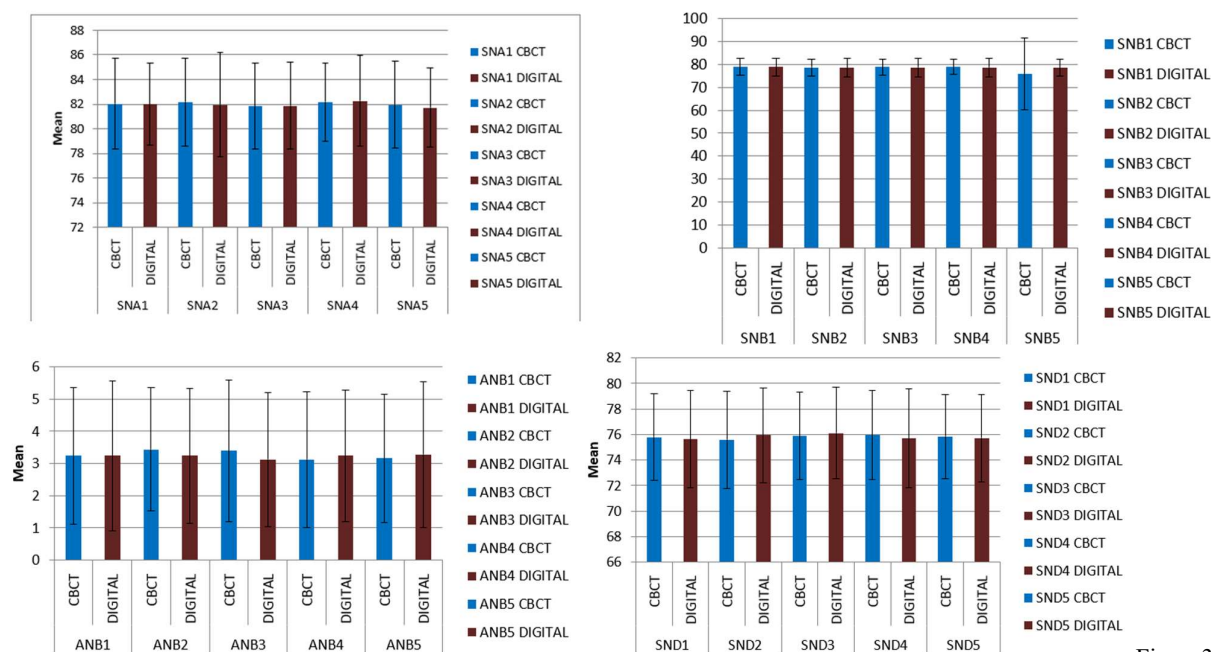 88
86
84
82
80
78
76
74
72
Mean
CBCT
DIGITAL
CBCT
DIGITAL
CBCT
DIGITAL
CBCT
DIGITAL
CBCT
DIGITAL
SNA1
SNA2
SNA3
SNA4
SNA5
SNA1 CBCT
SNA1 DIGITAL
SNA2 CBCT
SNA2 DIGITAL
SNA3 CBCT
SNA3 DIGITAL
SNA4 CBCT
SNA4 DIGITAL
SNA5 CBCT
SNA5 DIGITAL
100
90
80
70
60
50
40
30
20
10
0
CBCT
DIGITAL
CBCT
DIGITAL
CBCT
DIGITAL
CBCT
DIGITAL
CBCT
DIGITAL
SNB1
SNB2
SNB3
SNB4
SNB5
SNB1 CBCT
SNB1 DIGITAL
SNB2 CBCT
SNB2 DIGITAL
SNB3 CBCT
SNB3 DIGITAL
SNB4 CBCT
SNB4 DIGITAL
SNB5 CBCT
SNB5 DIGITAL
6
5
4
3
2
1
0
Mean
CBCT
DIGITAL
CBCT
DIGITAL
CBCT
DIGITAL
CBCT
DIGITAL
CBCT
DIGITAL
ANB1
ANB2
ANB3
ANB4
ANB5
ANB1 CBCT
ANB1 DIGITAL
ANB2 CBCT
ANB2 DIGITAL
ANB3 CBCT
ANB3 DIGITAL
ANB4 CBCT
ANB4 DIGITAL
ANB5 CBCT
ANB5 DIGITAL
82
80
78
76
74
72
70
68
66
Mean
CBCT
DIGITAL
CBCT
DIGITAL
CBCT
DIGITAL
CBCT
DIGITAL
CBCT
DIGITAL
SND1
SND2
SND3
SND4
SND5
SND1 CBCT
SND1 DIGITAL
SND2 CBCT
SND2 DIGITAL
SND3 CBCT
SND3 DIGITAL
SND4 CBCT
SND4 DIGITAL
SND5 CBCT
SND5 DIGITAL